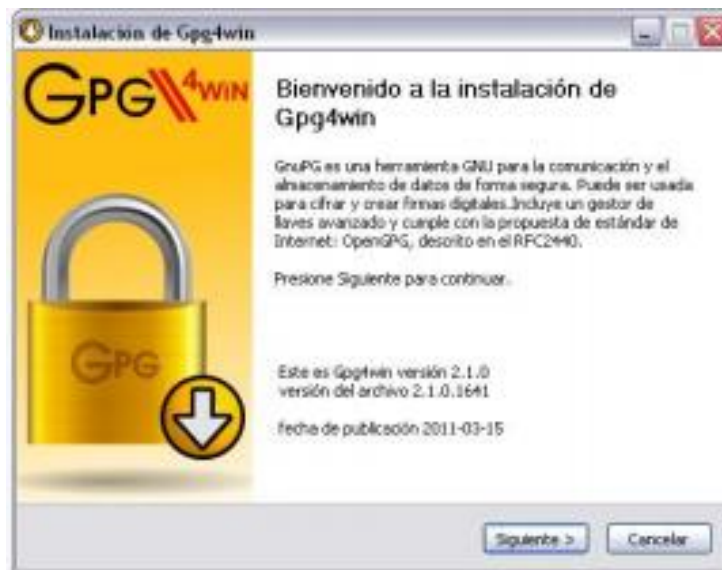 Instalación de Gpg4win
GPG4WIN
Bienvenido a la instalación de
Gpg4win
GnuPG es una herramienta GNU para la comunicación y el
almacenamiento de datos de forma segura. Puede ser usada
para cifrar y crear firmas digitales.Incluye un gestor de
llaves avanzado y cumple con la propuesta de estándar de
Internet: OpenGPG, descrito en el RFC2440.
Presione Siguiente para continuar.
GPG
Este es Gpg4win versión 2.1.0
versión del archivo 2.1.0.1641
fecha de publicación 2011-03-15
Siguiente >
Cancelar